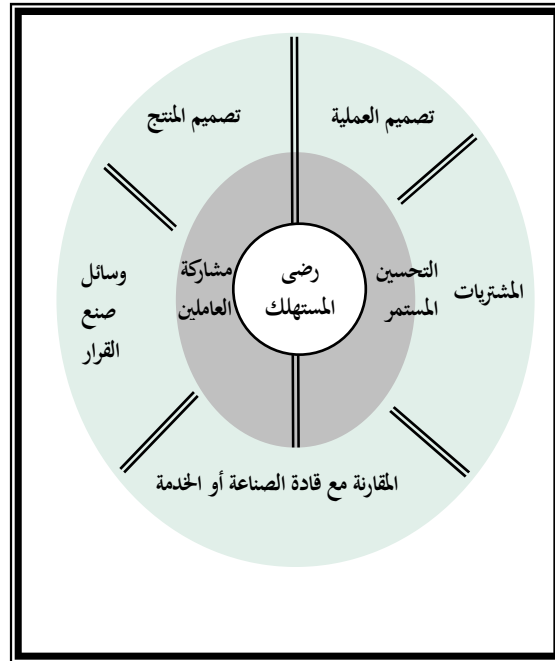 تصميم العملية
تصميم المنتج
المشتريات
التحسين
المستمر
رضى
المستهلك
مشاركة
العاملين
وسائل
صنع
القرار
المقارنة مع قادة الصناعة أو الخدمة